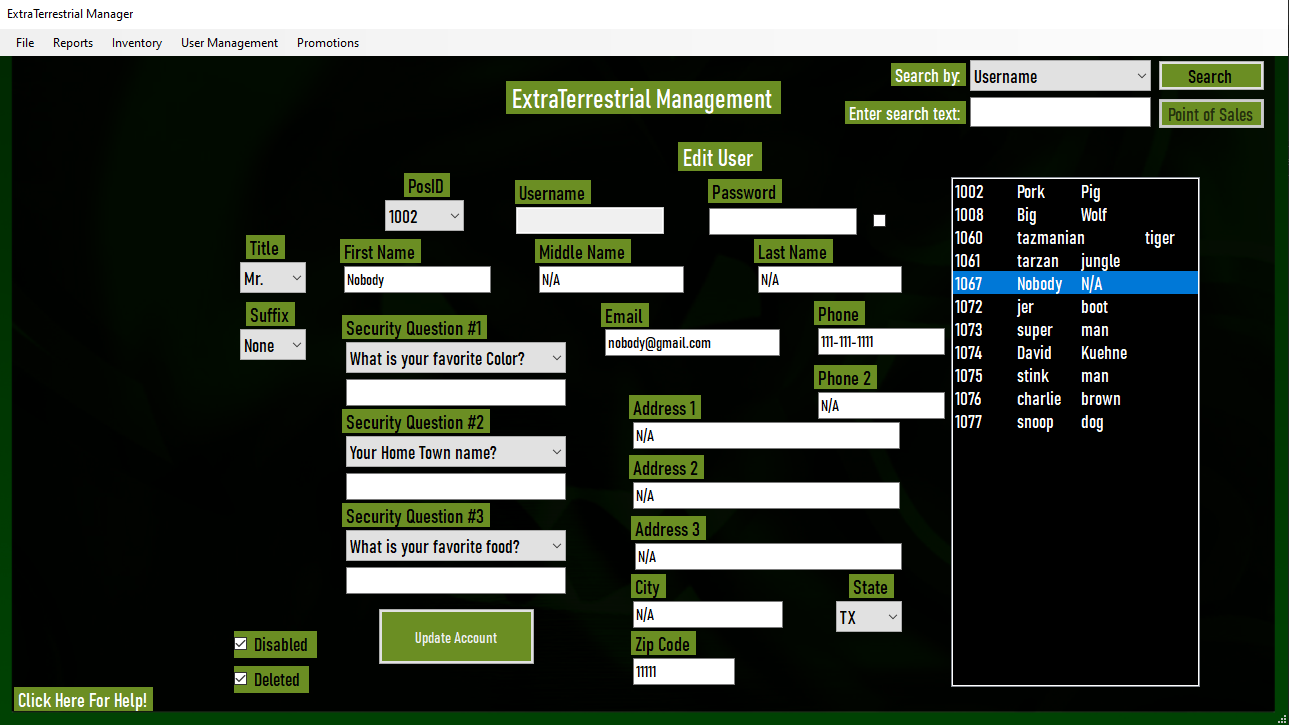 ExtraTerrestrial Manager
File Reports Inventory User Management Promotions
Search by: Username Search
ExtraTerrestrial Management
Enter search text: Point of Sales
Edit User
PosID Username Password
1002
Title First Name Middle Name Last Name
Mr. Nobody N/A N/A
Suffix Security Question #1 Email Phone
None What is your favorite Color? nobody@gmail.com 111-111-1111
Phone 2
N/A
Security Question #2 Address 1
Your Home Town name? N/A
Address 2
N/A
Security Question #3 Address 3
What is your favorite food? N/A
City State
N/A TX
Update Account
Zip Code
11111
Disabled
Deleted
Click Here For Help!
1002 Pork Pig
1008 Big Wolf
1060 tazmanian tiger
1061 tarzan jungle
1067 Nobody N/A
1072 jer boot
1073 super man
1074 David Kuehne
1075 stink man
1076 charlie brown
1077 snoop dog